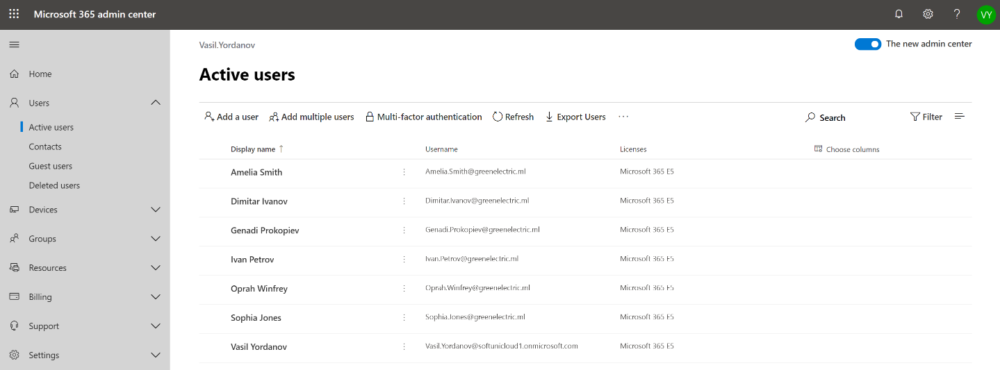 Microsoft 365 admin center
VY
Vasil.Yordanov
The new admin center
Home
Users
Active users
Contacts
Guest users
Deleted users
Devices
Groups
Resources
Billing
Support
Settings
Active users
Add a user Add multiple users Multi-factor authentication Refresh Export Users ··· Search Filter
Display name ↑ Username Licenses Choose columns
Amelia Smith Amelia.Smith@greenelectric.ml Microsoft 365 E5
Dimitar Ivanov Dimitar.Ivanov@greenelectric.ml Microsoft 365 E5
Genadi Prokopiev Genadi.Prokopiev@greenelectric.ml Microsoft 365 E5
Ivan Petrov Ivan.Petrov@greenelectric.ml Microsoft 365 E5
Oprah Winfrey Oprah.Winfrey@greenelectric.ml Microsoft 365 E5
Sophia Jones Sophia.Jones@greenelectric.ml Microsoft 365 E5
Vasil Yordanov Vasil.Yordanov@softunicloud1.onmicrosoft.com Microsoft 365 E5